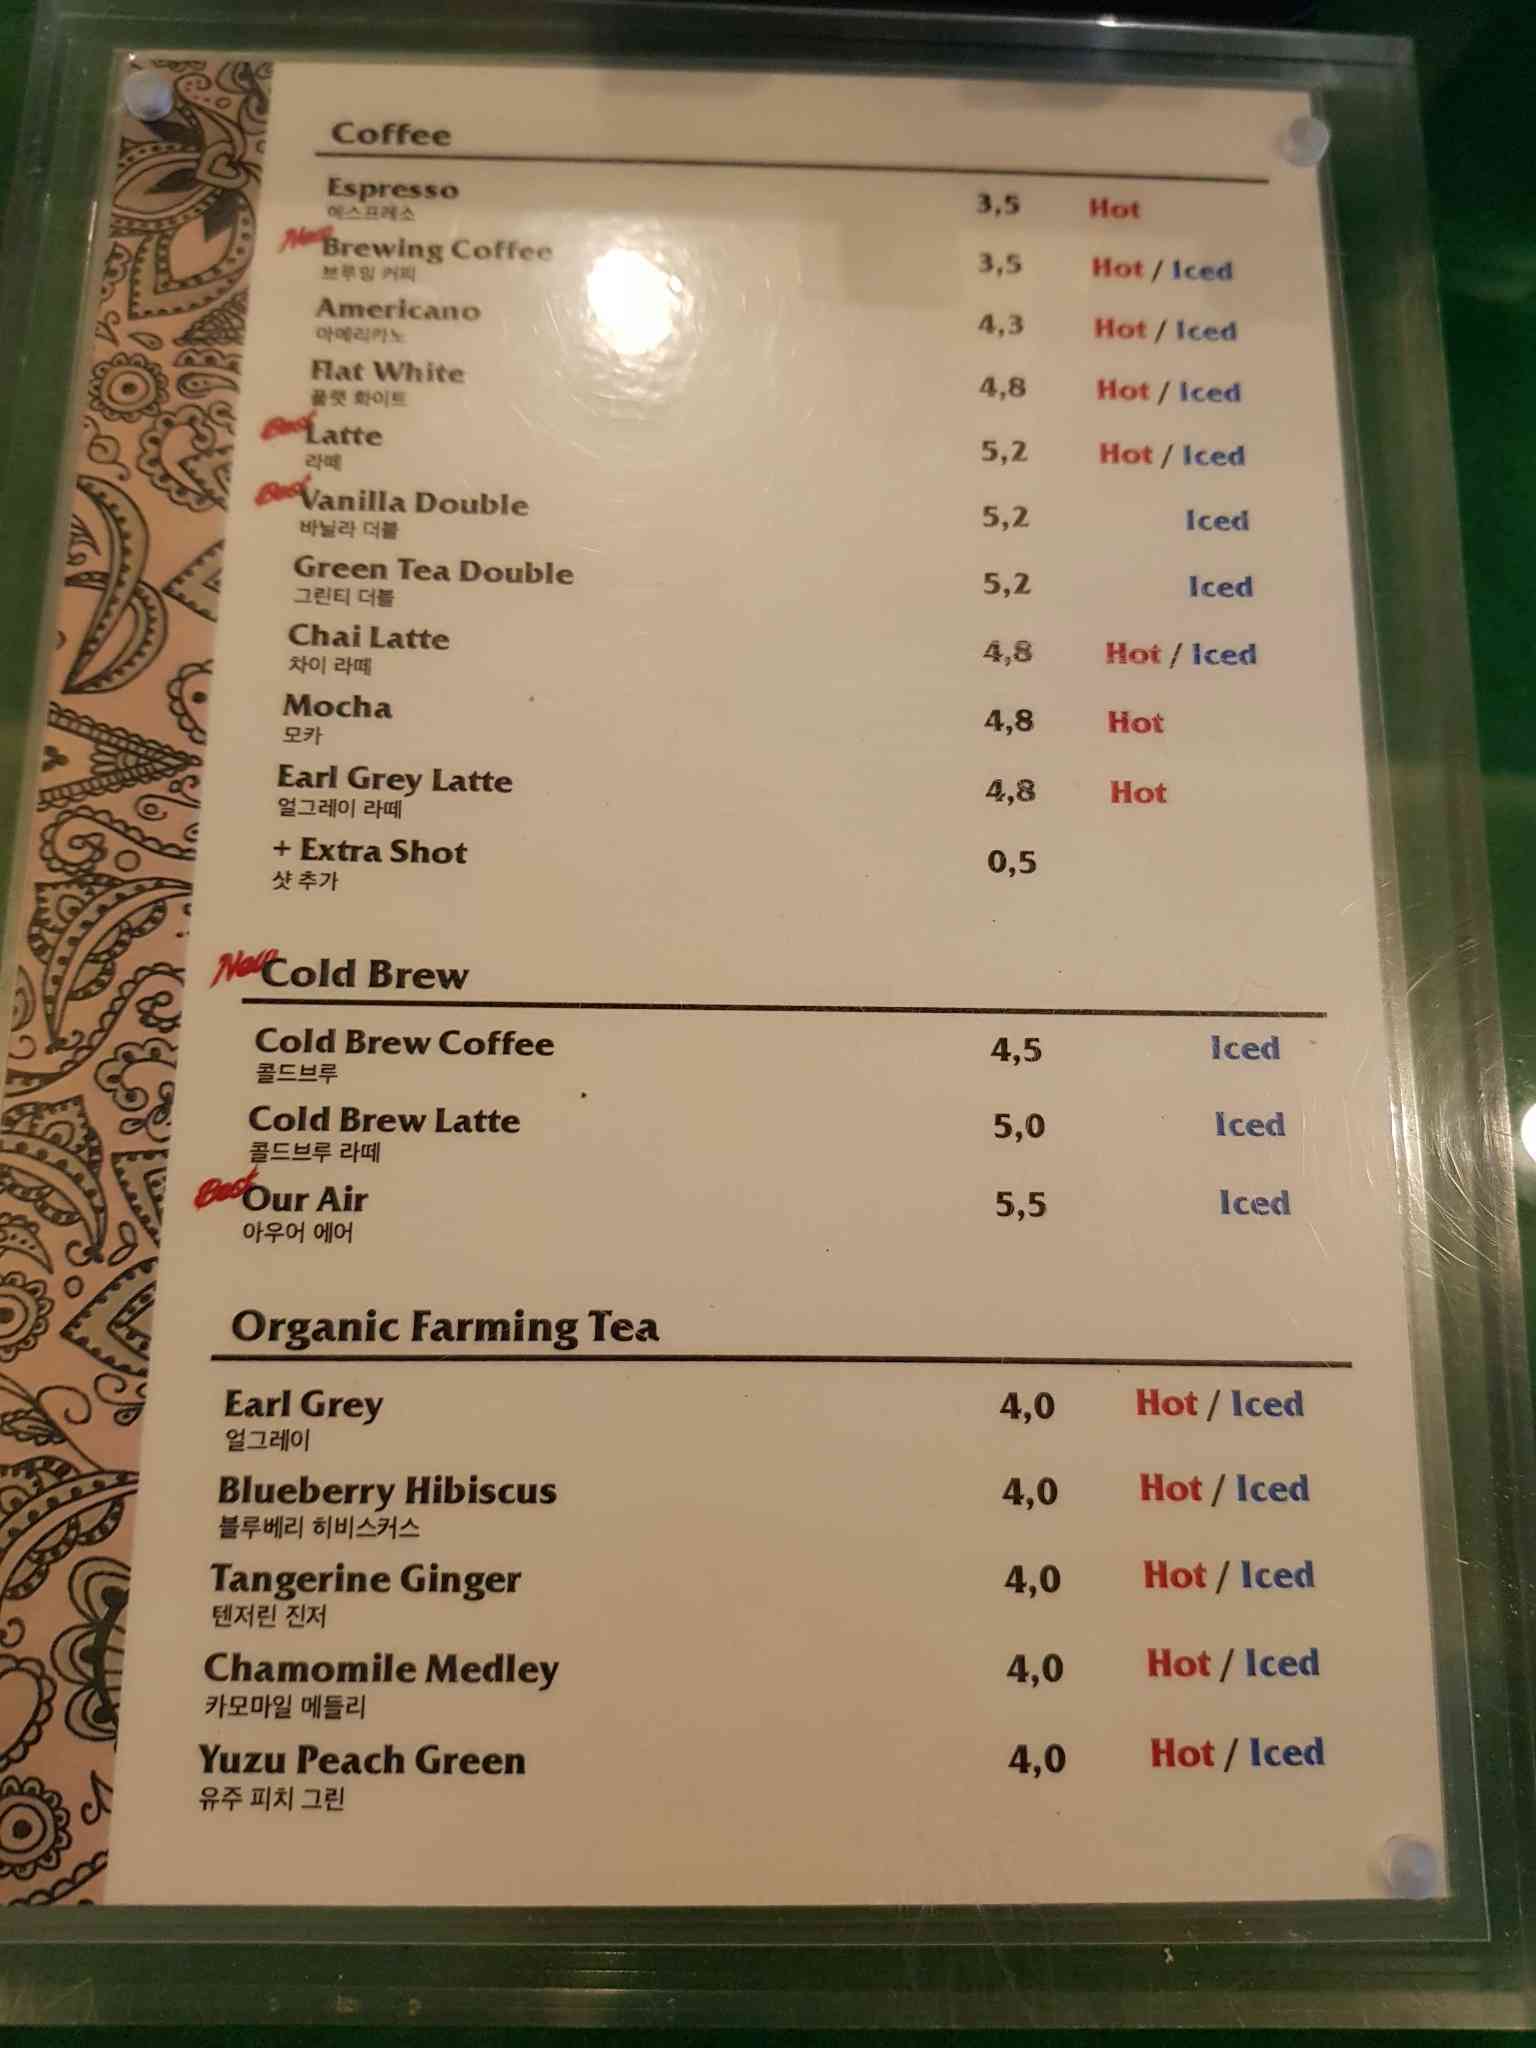 Coffee
Espresso 3,5 Hot
에스프레소
New Brewing Coffee 3,5 Hot / Iced
브루잉 커피
Americano 4,3 Hot / Iced
아메리카노
Flat White 4,8 Hot / Iced
플랫 화이트
Best Latte 5,2 Hot / Iced
라떼
Best Vanilla Double 5,2 Iced
바닐라 더블
Green Tea Double 5,2 Iced
그린티 더블
Chai Latte 4,8 Hot / Iced
차이 라떼
Mocha 4,8 Hot
모카
Earl Grey Latte 4,8 Hot
얼그레이 라떼
+ Extra Shot 0,5
샷 추가
New Cold Brew
Cold Brew Coffee 4,5 Iced
콜드브루
Cold Brew Latte 5,0 Iced
콜드브루 라떼
Best Our Air 5,5 Iced
아우어 에어
Organic Farming Tea
Earl Grey 4,0 Hot / Iced
얼그레이
Blueberry Hibiscus 4,0 Hot / Iced
블루베리 히비스커스
Tangerine Ginger 4,0 Hot / Iced
텐저린 진저
Chamomile Medley 4,0 Hot / Iced
카모마일 메들리
Yuzu Peach Green 4,0 Hot / Iced
유주 피치 그린